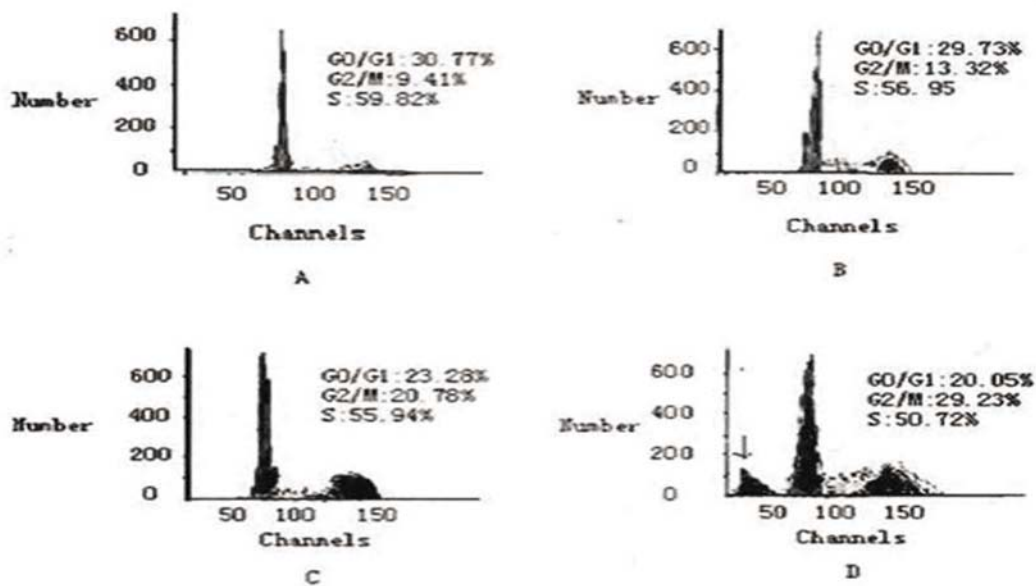 600
400
Number
200
0
50 100 150
Channels
A
G0/G1:30.77%
G2/M:9.41%
S:59.82%
600
400
Number
200
0
50 100 150
Channels
B
G0/G1:29.73%
G2/M:13.32%
S:56.95
600
400
Number
200
0
50 100 150
Channels
C
G0/G1:23.28%
G2/M:20.78%
S:55.94%
600
400
Number
200
0
50 100 150
Channels
D
G0/G1:20.05%
G2/M:29.23%
S:50.72%